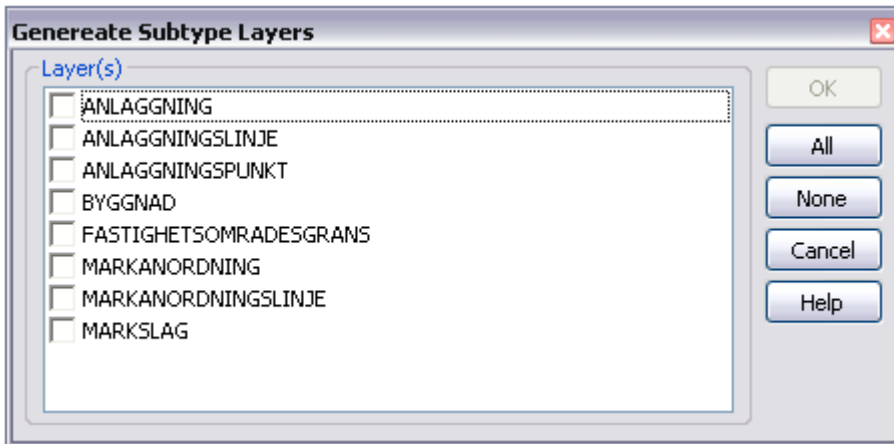 Genereate Subtype Layers
Layer(s)
ANLAGGNING
ANLAGGNINGSLINJE
ANLAGGNINGSPUNKT
BYGGNAD
FASTIGHETSOMRADESGRANS
MARKANORDNING
MARKANORDNINGSLINJE
MARKSLAG
OK
All
None
Cancel
Help